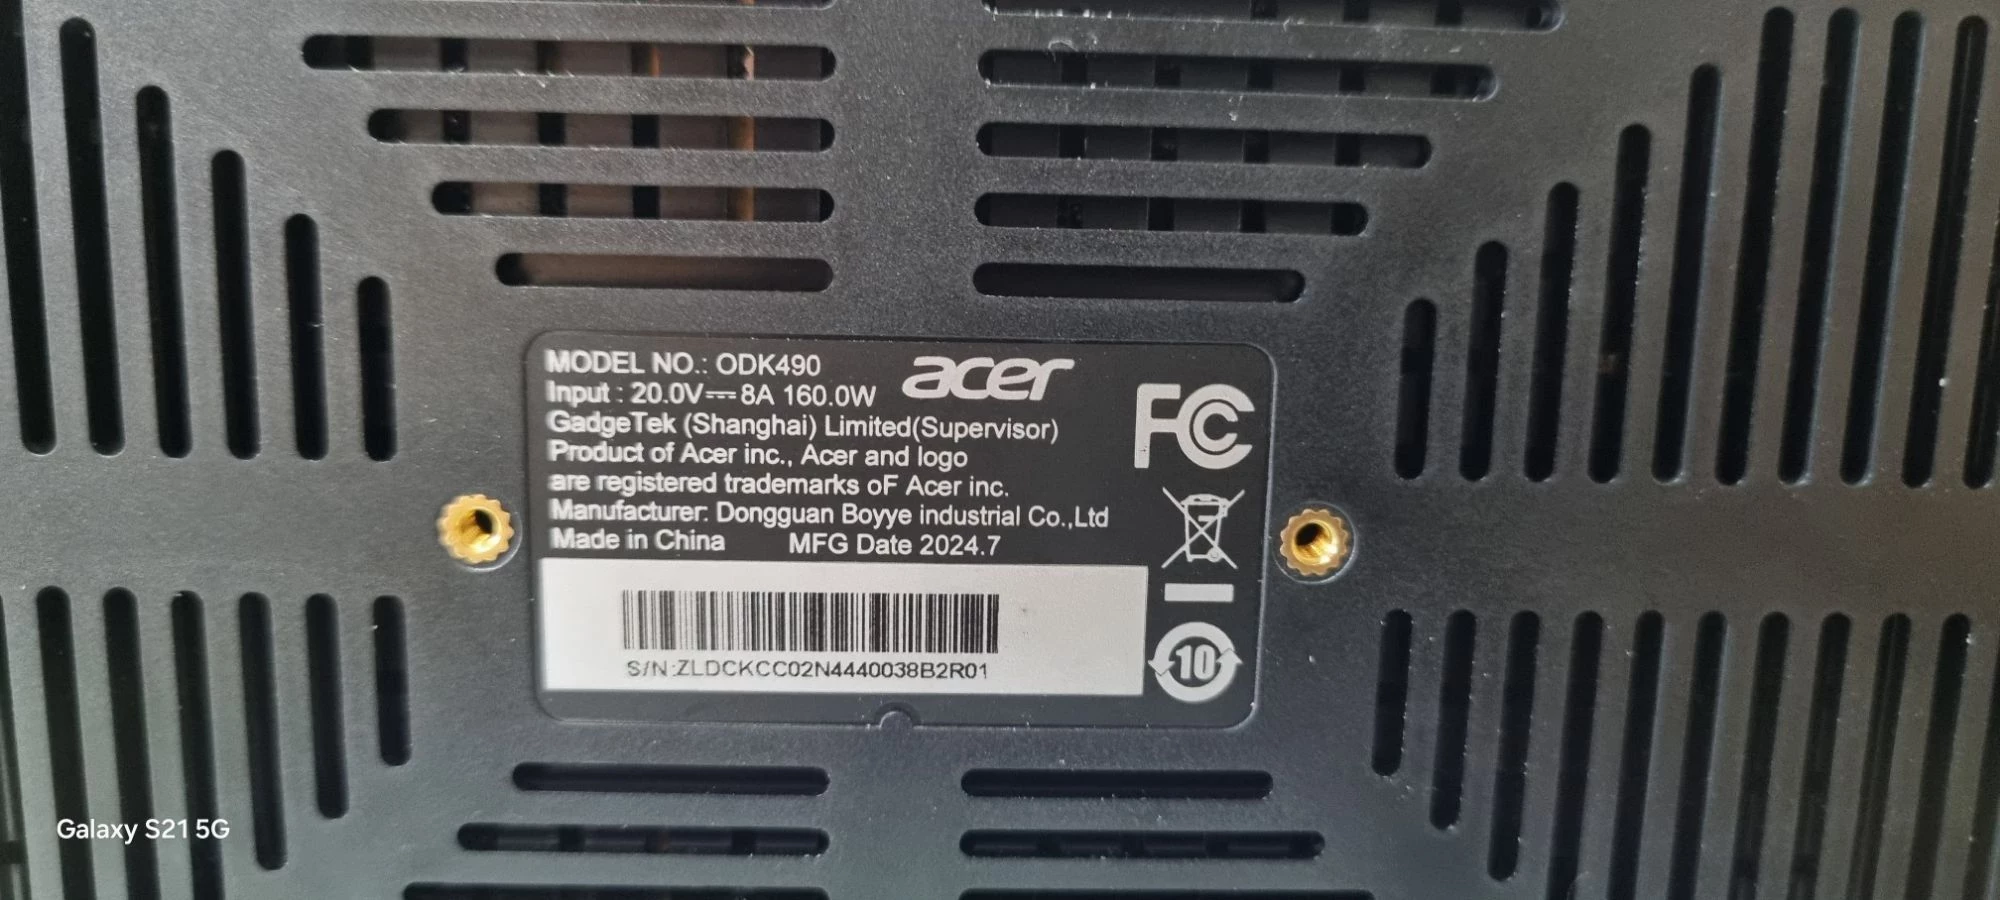 MODEL NO.: ODK490
acer
Input : 20.0V⎓8A 160.0W
GadgeTek (Shanghai) Limited(Supervisor)
Product of Acer inc., Acer and logo
are registered trademarks oF Acer inc.
Manufacturer: Dongguan Boyye industrial Co.,Ltd
Made in China MFG Date 2024.7
FC
S/N:ZLDCKCC02N4440038B2R01
10
Galaxy S21 5G